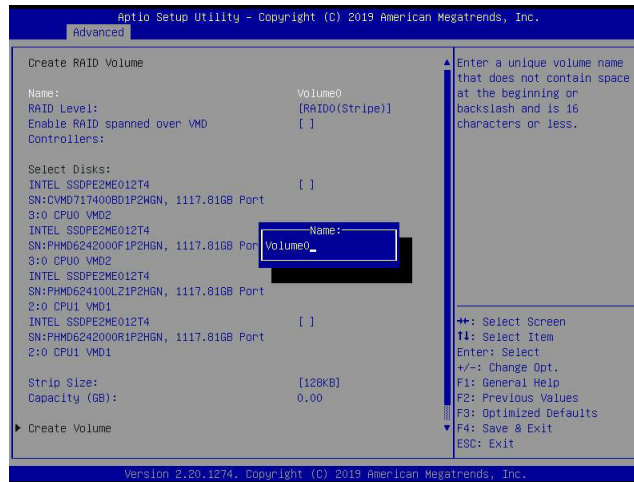 Aptio Setup Utility – Copyright (C) 2019 American Megatrends, Inc.
Advanced
Create RAID Volume
Name: Volume0
RAID Level: [RAID0(Stripe)]
Enable RAID spanned over VMD [ ]
Controllers:
Select Disks:
INTEL SSDPE2ME012T4 [ ]
SN:CVMD717400BD1P2WGN, 1117.81GB Port
3:0 CPU0 VMD2
INTEL SSDPE2ME012T4
SN:PHMD6242000F1P2HGN, 1117.81GB Por
3:0 CPU0 VMD2
INTEL SSDPE2ME012T4
SN:PHMD624100LZ1P2HGN, 1117.81GB Port
2:0 CPU1 VMD1
INTEL SSDPE2ME012T4 [ ]
SN:PHMD6242000R1P2HGN, 1117.81GB Port
2:0 CPU1 VMD1
Strip Size: [128KB]
Capacity (GB): 0.00
Create Volume
Name:
Volume0_
Enter a unique volume name
that does not contain space
at the beginning or
backslash and is 16
characters or less.
→←: Select Screen
↑↓: Select Item
Enter: Select
+/-: Change Opt.
F1: General Help
F2: Previous Values
F3: Optimized Defaults
F4: Save & Exit
ESC: Exit
Version 2.20.1274. Copyright (C) 2019 American Megatrends, Inc.